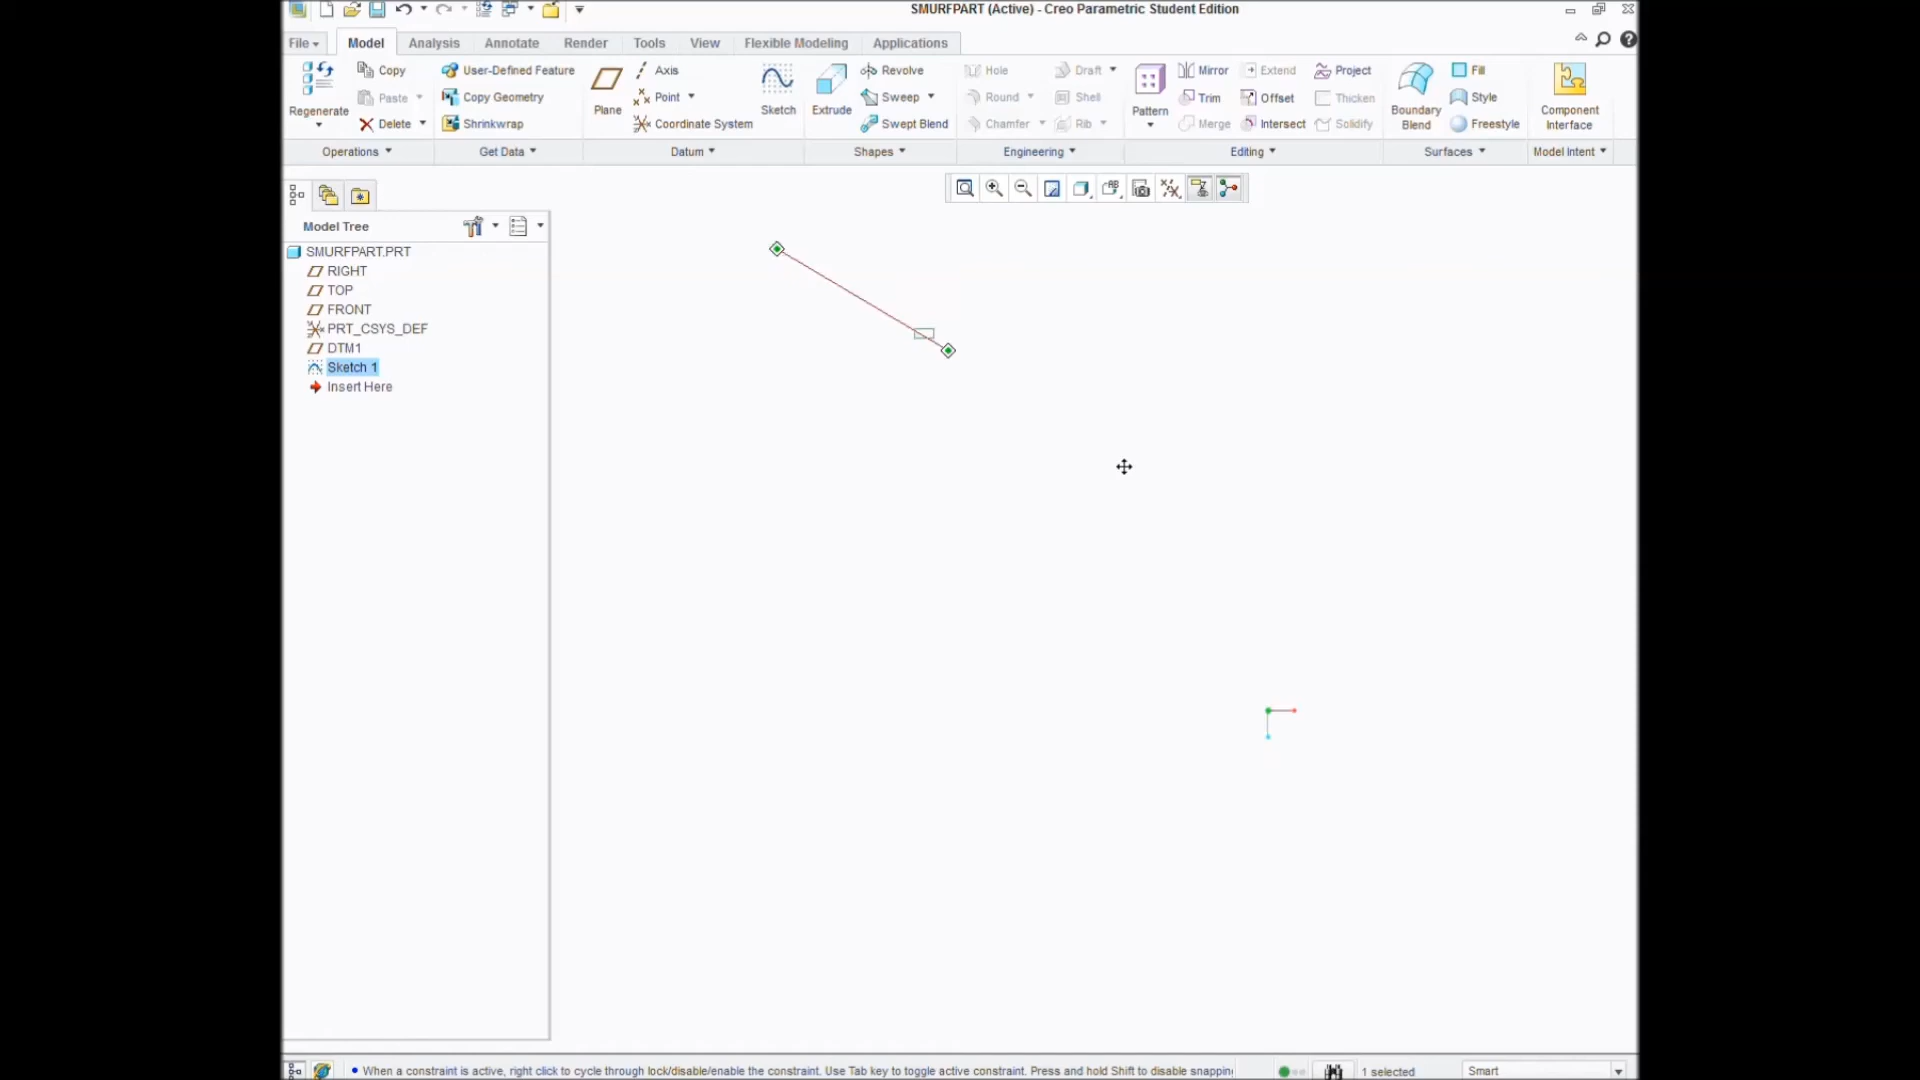 SMURFPART (Active) - Creo Parametric Student Edition
File Model Analysis Annotate Render Tools View Flexible Modeling Applications
Regenerate
Copy
Paste
Delete
Operations
User-Defined Feature
Copy Geometry
Shrinkwrap
Get Data
Plane
Axis
Point
Coordinate System
Sketch
Datum
Extrude
Revolve
Sweep
Swept Blend
Shapes
Hole
Round
Chamfer
Draft
Shell
Rib
Engineering
Pattern
Mirror
Trim
Merge
Extend
Offset
Intersect
Project
Thicken
Solidify
Editing
Boundary
Blend
Fill
Style
Freestyle
Surfaces
Component
Interface
Model Intent
Model Tree
SMURFPART.PRT
RIGHT
TOP
FRONT
PRT_CSYS_DEF
DTM1
Sketch 1
Insert Here
When a constraint is active, right click to cycle through lock/disable/enable the constraint. Use Tab key to toggle active constraint. Press and hold Shift to disable snappin
1 selected
Smart